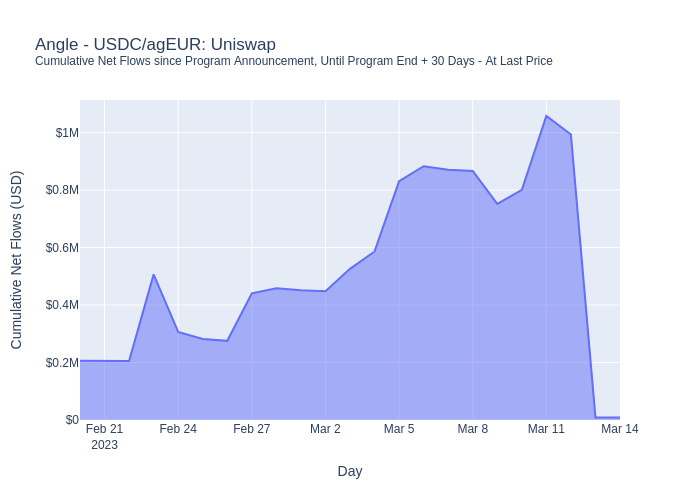 Angle - USDC/agEUR: Uniswap
Cumulative Net Flows since Program Announcement, Until Program End + 30 Days - At Last Price
Cumulative Net Flows (USD)
$1M
$0.8M
$0.6M
$0.4M
$0.2M
$0
Feb 21 Feb 24 Feb 27 Mar 2 Mar 5 Mar 8 Mar 11 Mar 14
2023
Day